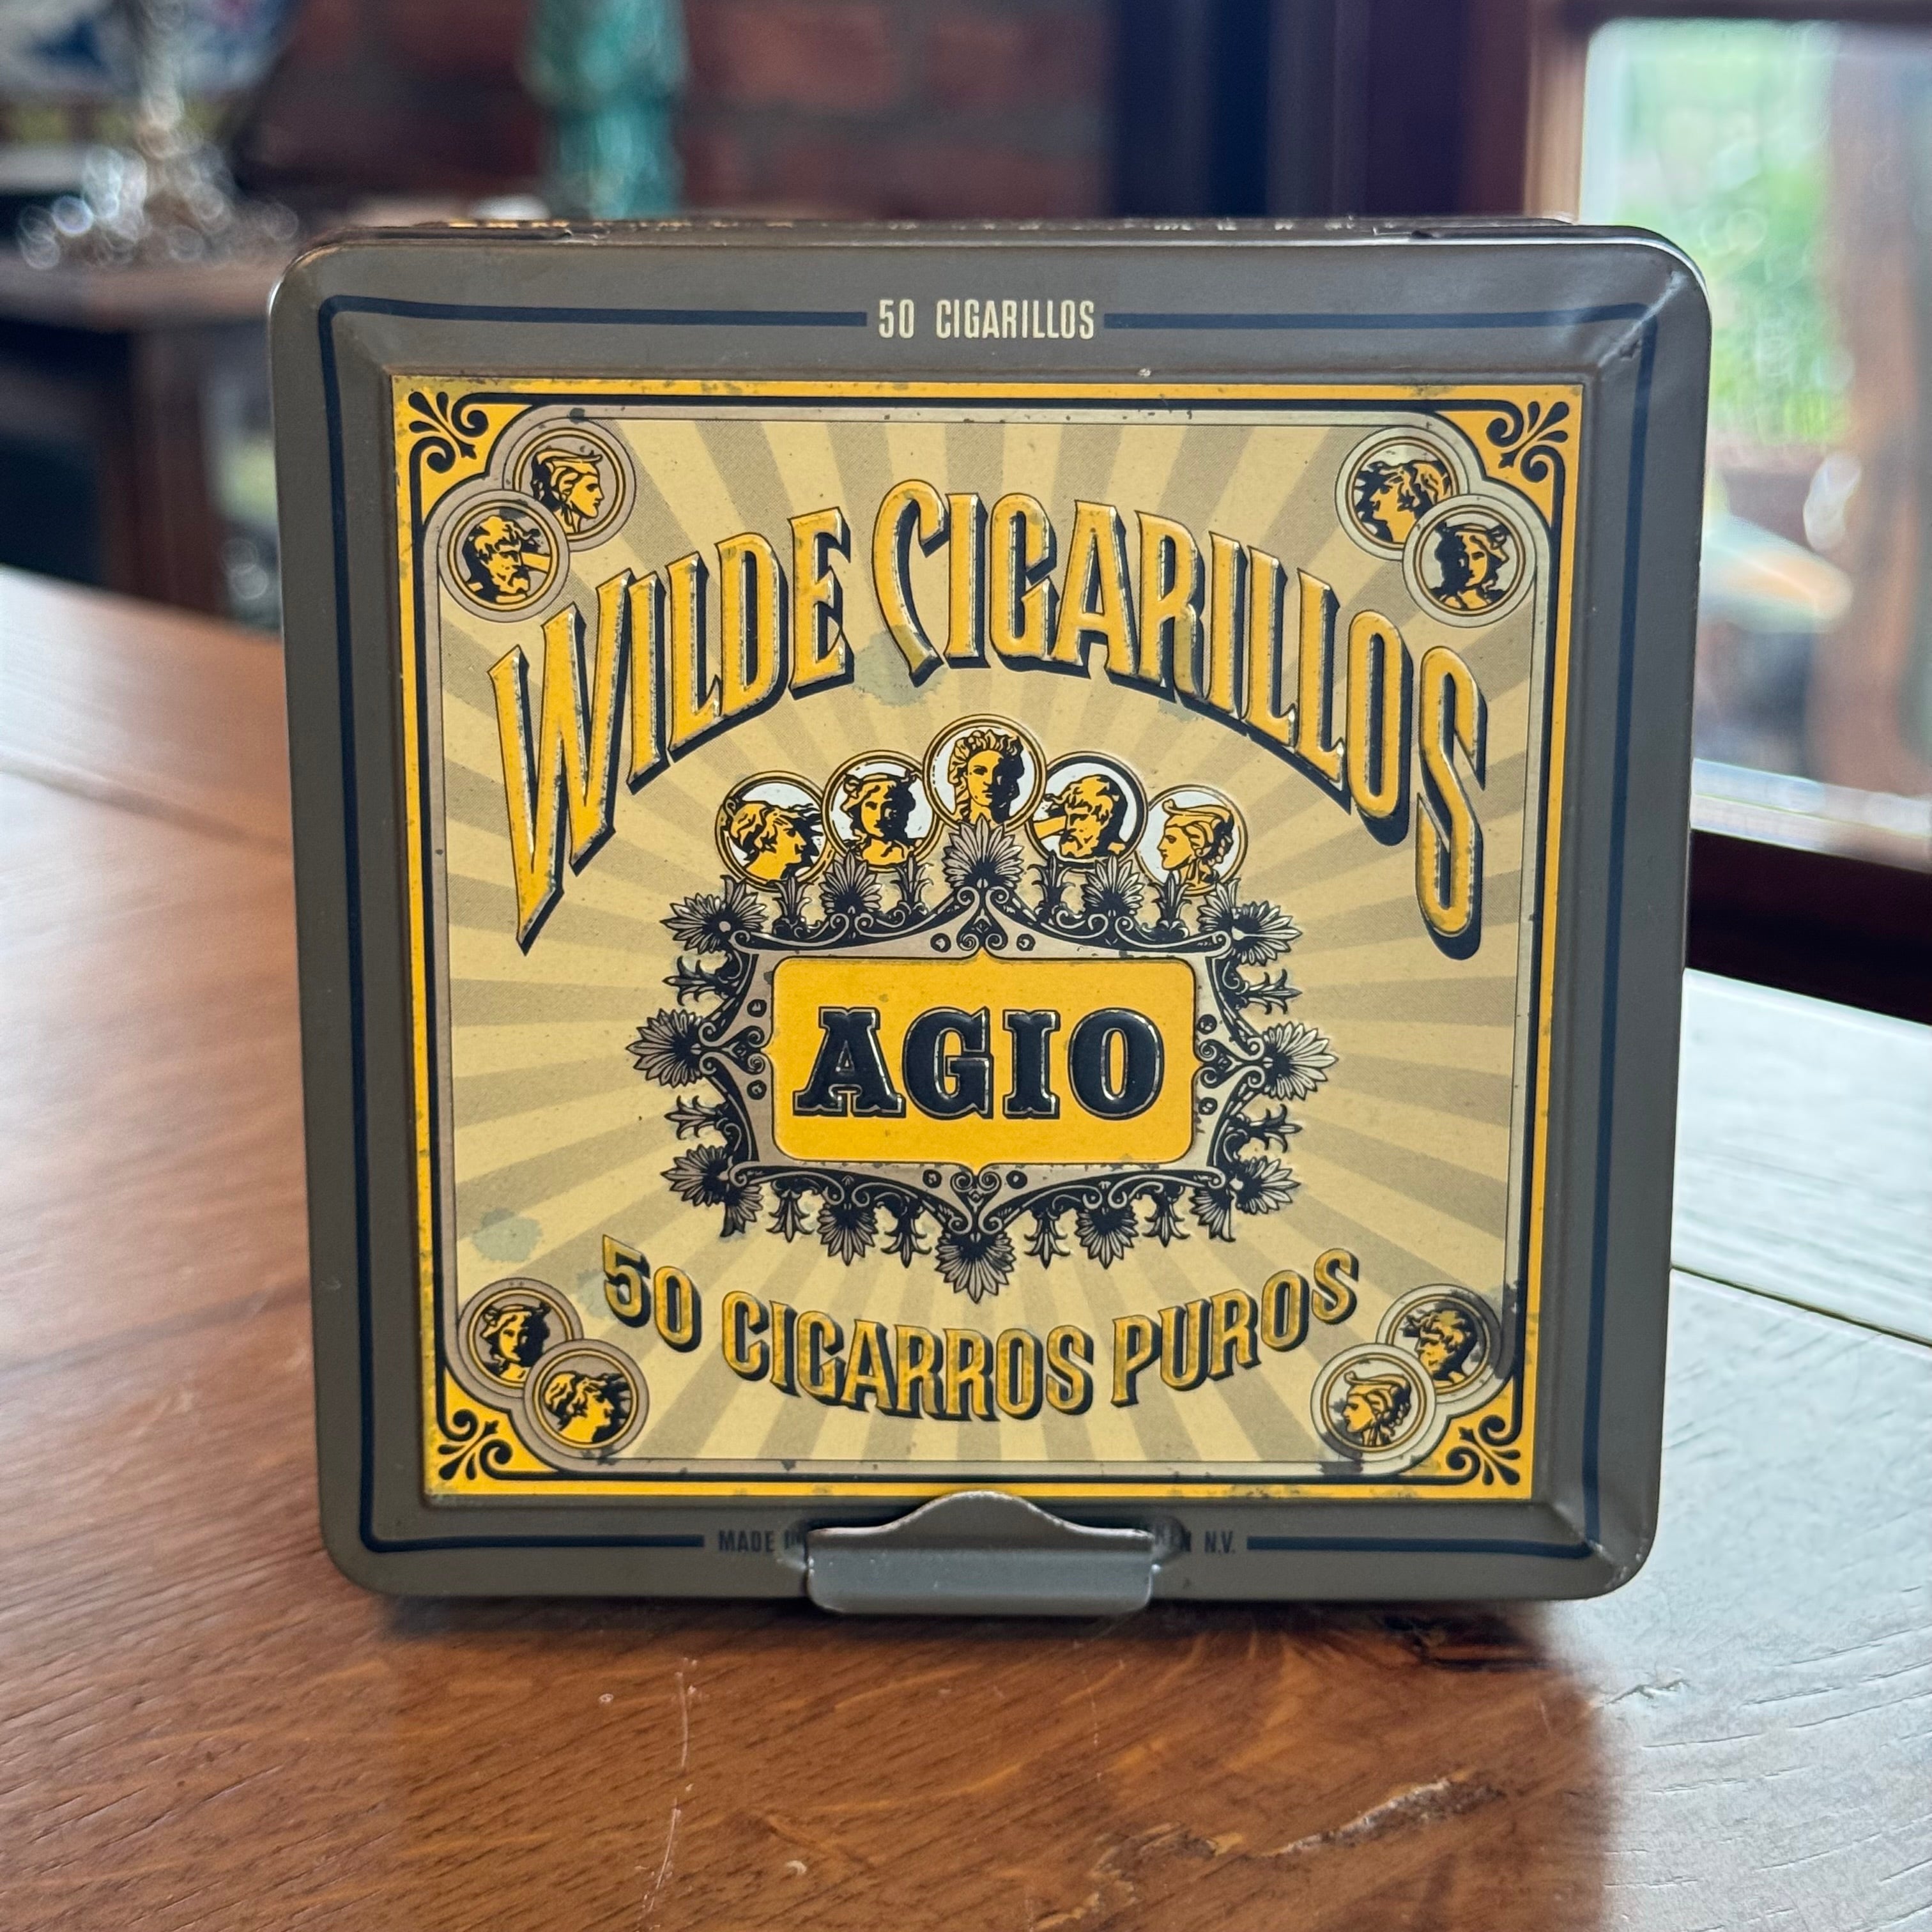 50 CIGARILLOS
WILDE CIGARILLOS
AGIO
50 CIGARROS PUROS
MADE N.V.